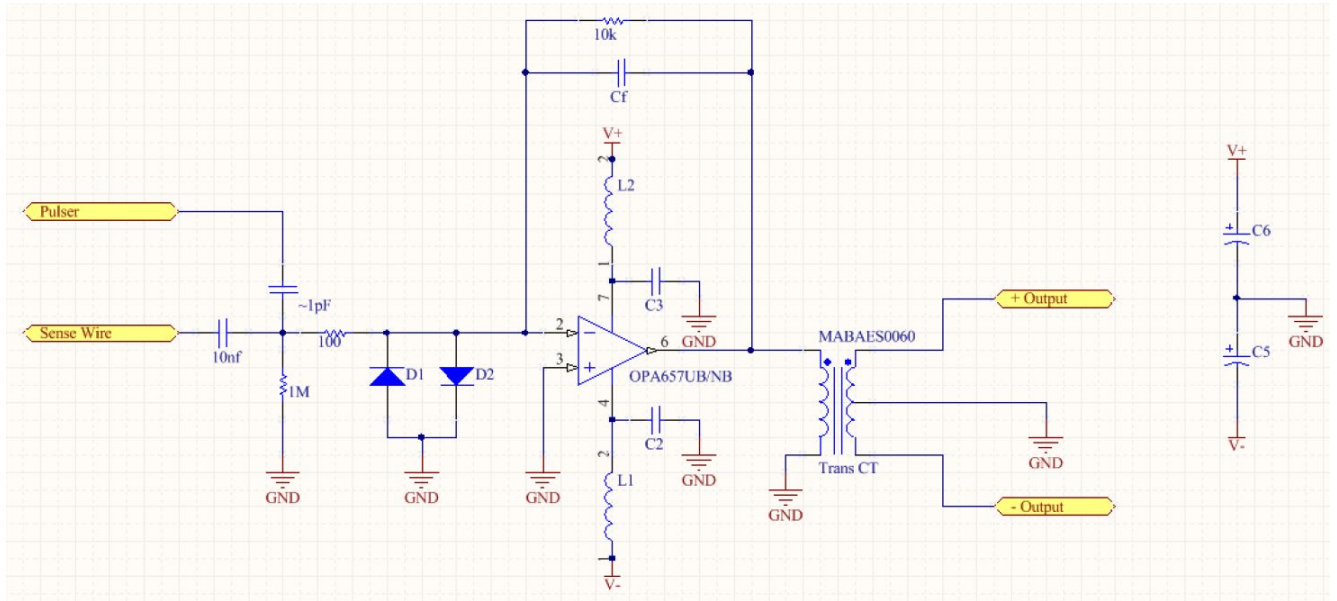 10k
Cf
V+
2
L2
1
7
C3
GND
Pulser
~1pF
Sense Wire
10nf
100
1M
GND
D1
D2
GND
2
3
6
OPA657UB/NB
4
C2
GND
2
L1
1
V-
GND
MABAES0060
Trans CT
GND
GND
+ Output
- Output
V+
C6
GND
C5
V-